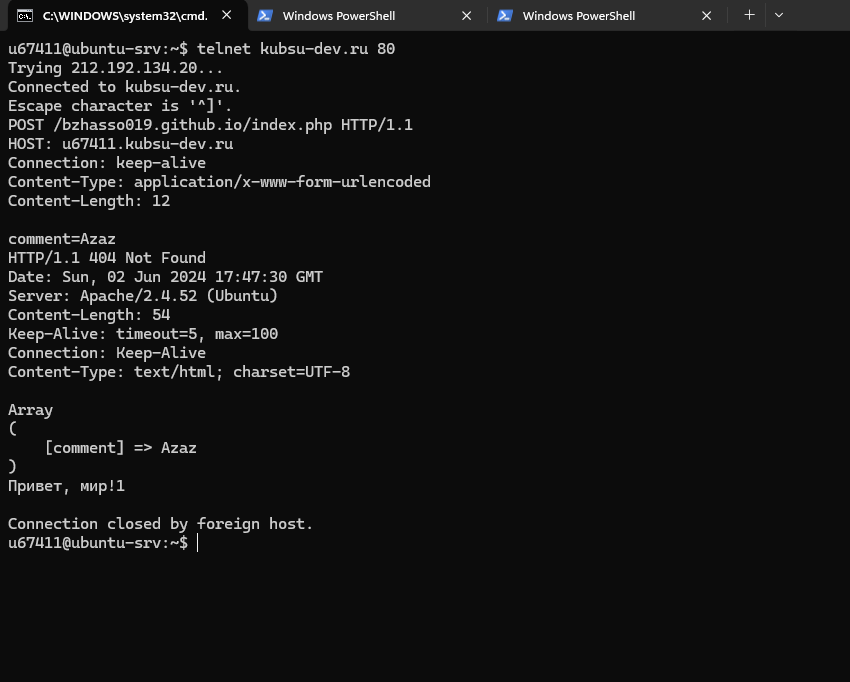 C:\WINDOWS\system32\cmd.
Windows PowerShell
Windows PowerShell
u67411@ubuntu-srv:~$ telnet kubsu-dev.ru 80
Trying 212.192.134.20...
Connected to kubsu-dev.ru.
Escape character is '^]'.
POST /bzhasso019.github.io/index.php HTTP/1.1
HOST: u67411.kubsu-dev.ru
Connection: keep-alive
Content-Type: application/x-www-form-urlencoded
Content-Length: 12

comment=Azaz
HTTP/1.1 404 Not Found
Date: Sun, 02 Jun 2024 17:47:30 GMT
Server: Apache/2.4.52 (Ubuntu)
Content-Length: 54
Keep-Alive: timeout=5, max=100
Connection: Keep-Alive
Content-Type: text/html; charset=UTF-8

Array
(
    [comment] => Azaz
)
Привет, мир!1

Connection closed by foreign host.
u67411@ubuntu-srv:~$